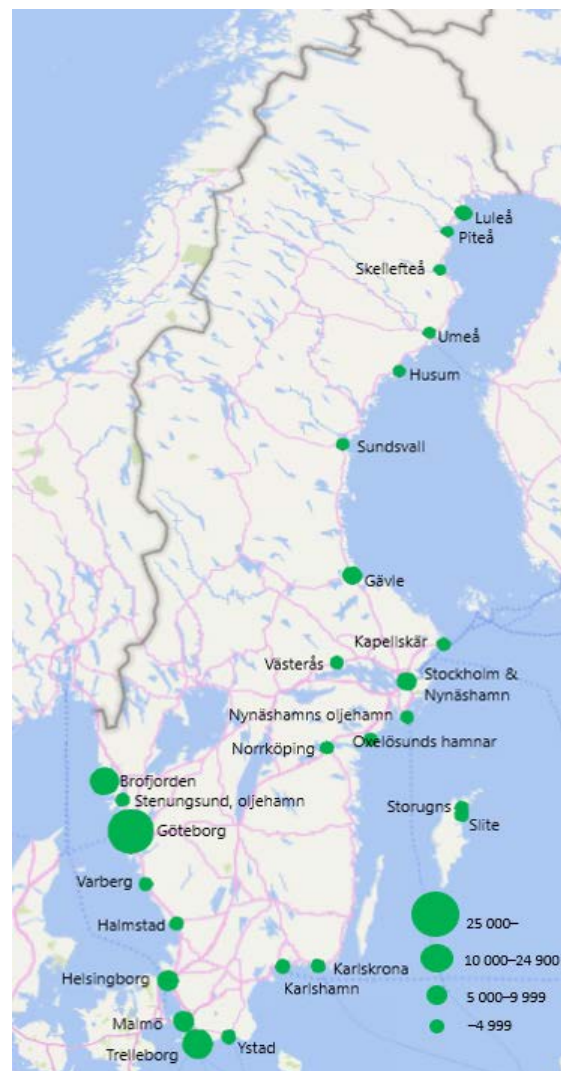 Luleå
Piteå
Skellefteå
Umeå
Husum
Sundsvall
Gävle
Kapellskär
Västerås
Stockholm &
Nynäshamn
Nynäshamns oljehamn
Oxelösunds hamnar
Norrköping
Brofjorden
Stenungsund, oljehamn
Storugns
Göteborg
Slite
Varberg
Halmstad
25 000–
10 000–24 900
Karlskrona
Helsingborg
Karlshamn
5 000–9 999
Malmö
–4 999
Ystad
Trelleborg